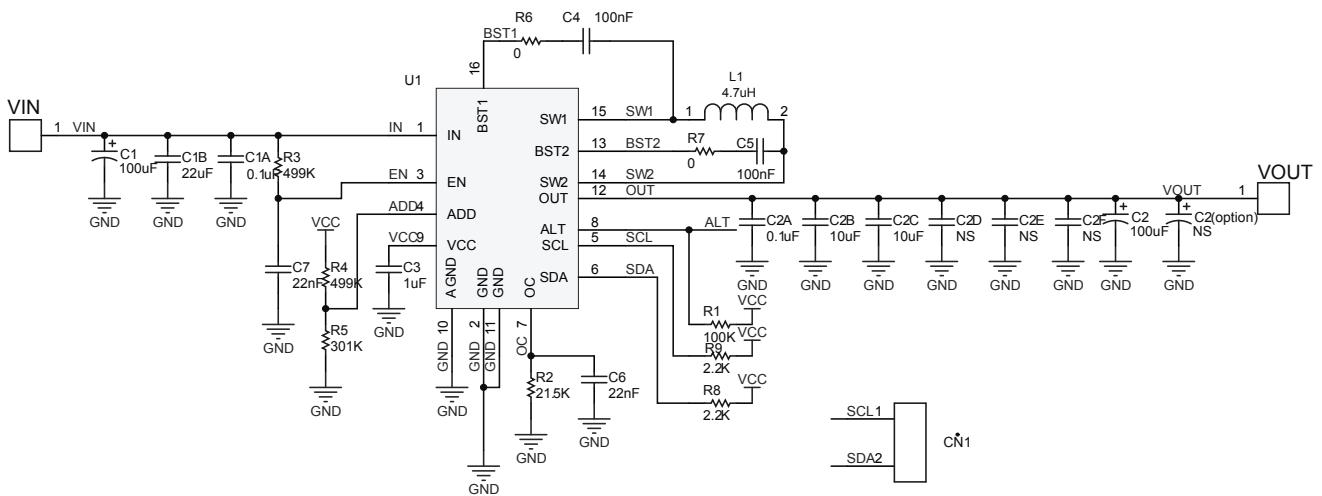 R6 C4 100nF
BST1
0
16
U1
L1
4.7uH
VIN
1 VIN IN 1 IN
BST1
SW1 15 SW1 1 2
BST2 13 BST2 R7 C5
0 100nF
SW2 14 SW2
OUT 12 OUT
VOUT
VOUT 1
C1
100uF
C1B
22uF
C1A
0.1uF
R3
499K
EN 3 EN
ADD4 ADD
VCC9 VCC
GND GND GND
VCC
ALT 8 ALT
SCL 5 SCL
SDA 6 SDA
C2A
0.1uF
C2B
10uF
C2C
10uF
C2D
NS
C2E
NS
C2F
NS
C2
100uF
C2(option)
NS
GND GND GND GND GND GND GND GND
C7
22nF
R4
499K
C3
1uF
AGND GND GND OC
GND
GND 10
GND 2
GND 11
OC 7
R5
301K
GND
GND
VCC
R1
100K
VCC
R9
2.2K
VCC
R8
2.2K
R2
21.5K
C6
22nF
GND
GND
GND
GND
SCL1
SDA2
CN1